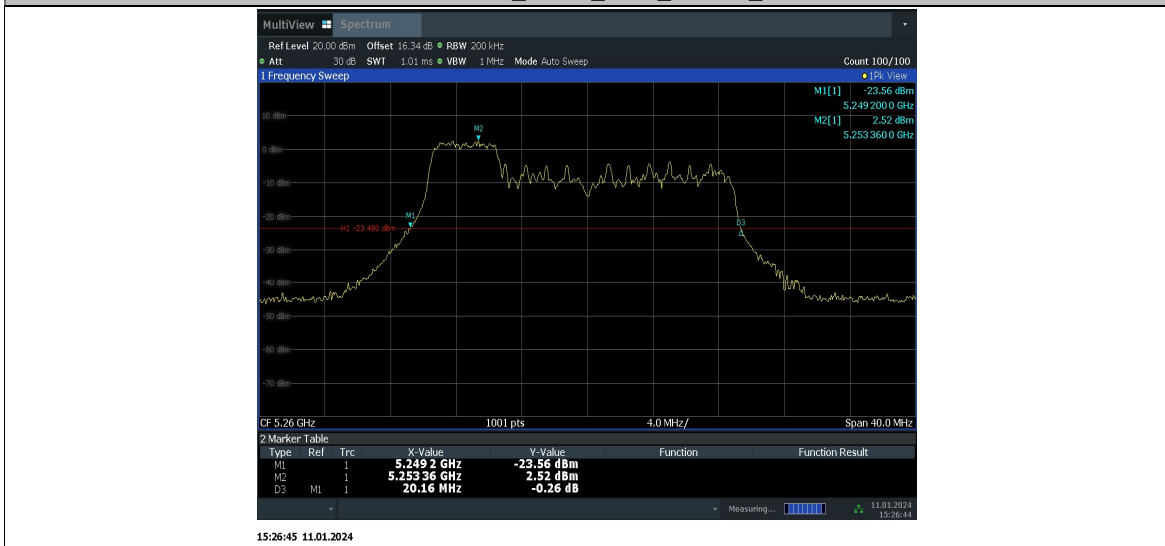 MultiView Spectrum
Ref Level 20.00 dBm Offset 16.34 dB RBW 200 kHz
Att 30 dB SWT 1.01 ms VBW 1 MHz Mode Auto Sweep Count 100/100
1 Frequency Sweep 1Pk View
M1[1] -23.56 dBm
5.249 200 0 GHz
M2[1] 2.52 dBm
5.253 360 0 GHz
10 dBm
M2
0 dBm
-10 dBm
-20 dBm
M1
D3
H1 -23.480 dBm
-30 dBm
-40 dBm
-50 dBm
-60 dBm
-70 dBm
CF 5.26 GHz 1001 pts 4.0 MHz/ Span 40.0 MHz
2 Marker Table
Type Ref Trc X-Value Y-Value Function Function Result
M1 1 5.249 2 GHz -23.56 dBm
M2 1 5.253 36 GHz 2.52 dBm
D3 M1 1 20.16 MHz -0.26 dB
Measuring... 11.01.2024
15:26:44
15:26:45 11.01.2024